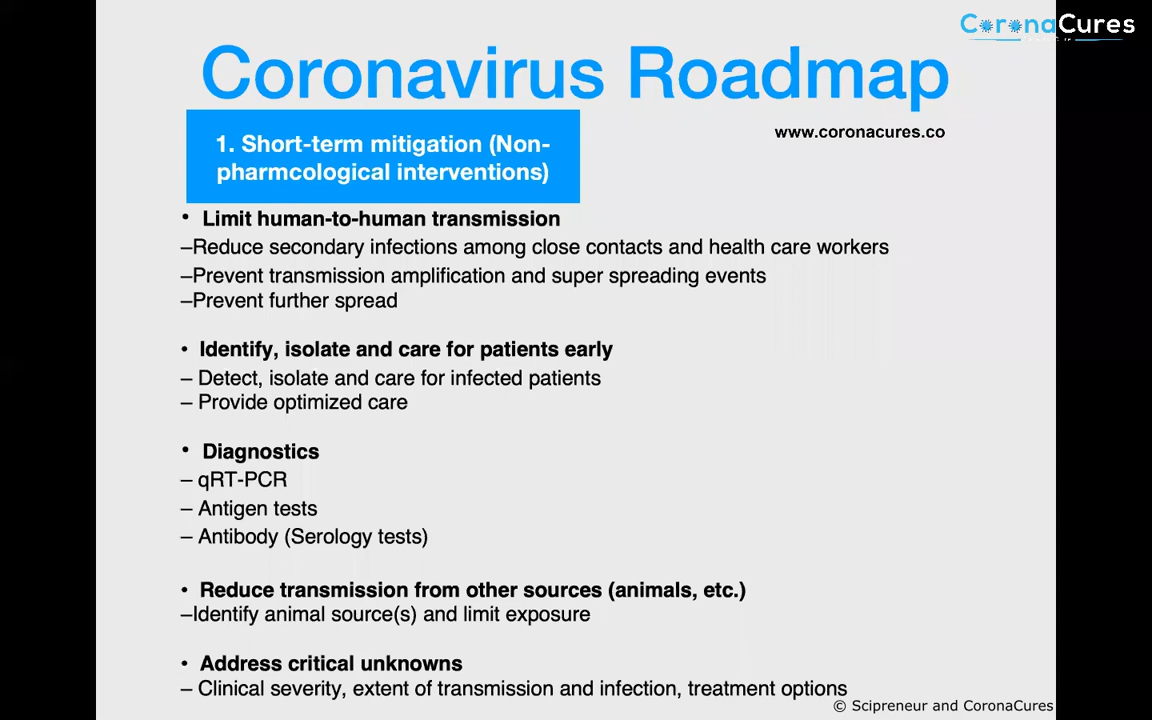 CoronaCures
Coronavirus Roadmap
www.coronacures.co
1. Short-term mitigation (Non-
pharmcological interventions)
• Limit human-to-human transmission
–Reduce secondary infections among close contacts and health care workers
–Prevent transmission amplification and super spreading events
–Prevent further spread
• Identify, isolate and care for patients early
– Detect, isolate and care for infected patients
– Provide optimized care
• Diagnostics
– qRT-PCR
– Antigen tests
– Antibody (Serology tests)
• Reduce transmission from other sources (animals, etc.)
–Identify animal source(s) and limit exposure
• Address critical unknowns
– Clinical severity, extent of transmission and infection, treatment options
© Scipreneur and CoronaCures